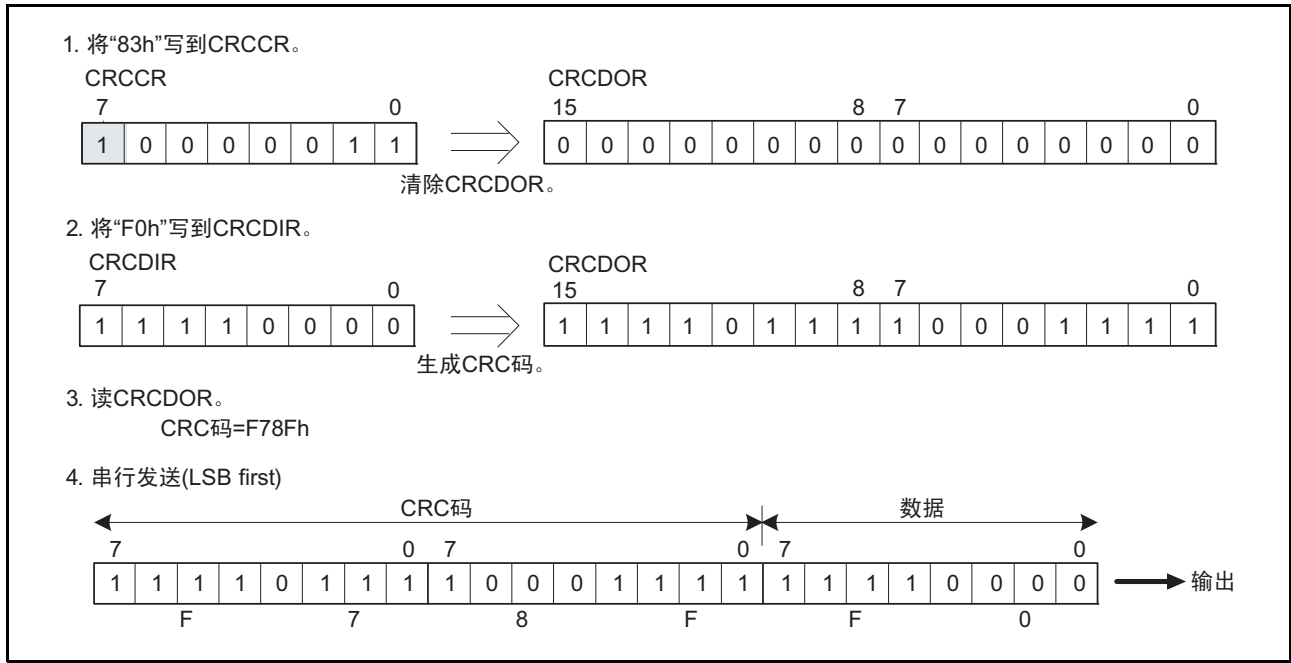 1. 将“83h”写到CRCCR。
CRCCR CRCDOR
7 0 15 8 7 0
1 0 0 0 0 0 1 1 0 0 0 0 0 0 0 0 0 0 0 0 0 0 0 0
清除CRCDOR。
2. 将“F0h”写到CRCDIR。
CRCDIR CRCDOR
7 0 15 8 7 0
1 1 1 1 0 0 0 0 1 1 1 1 0 1 1 1 1 0 0 0 1 1 1 1
生成CRC码。
3. 读CRCDOR。
CRC码=F78Fh
4. 串行发送(LSB first)
CRC码 数据
7 0 7 0 7 0
1 1 1 1 0 1 1 1 1 0 0 0 1 1 1 1 1 1 1 1 0 0 0 0 输出
F 7 8 F F 0